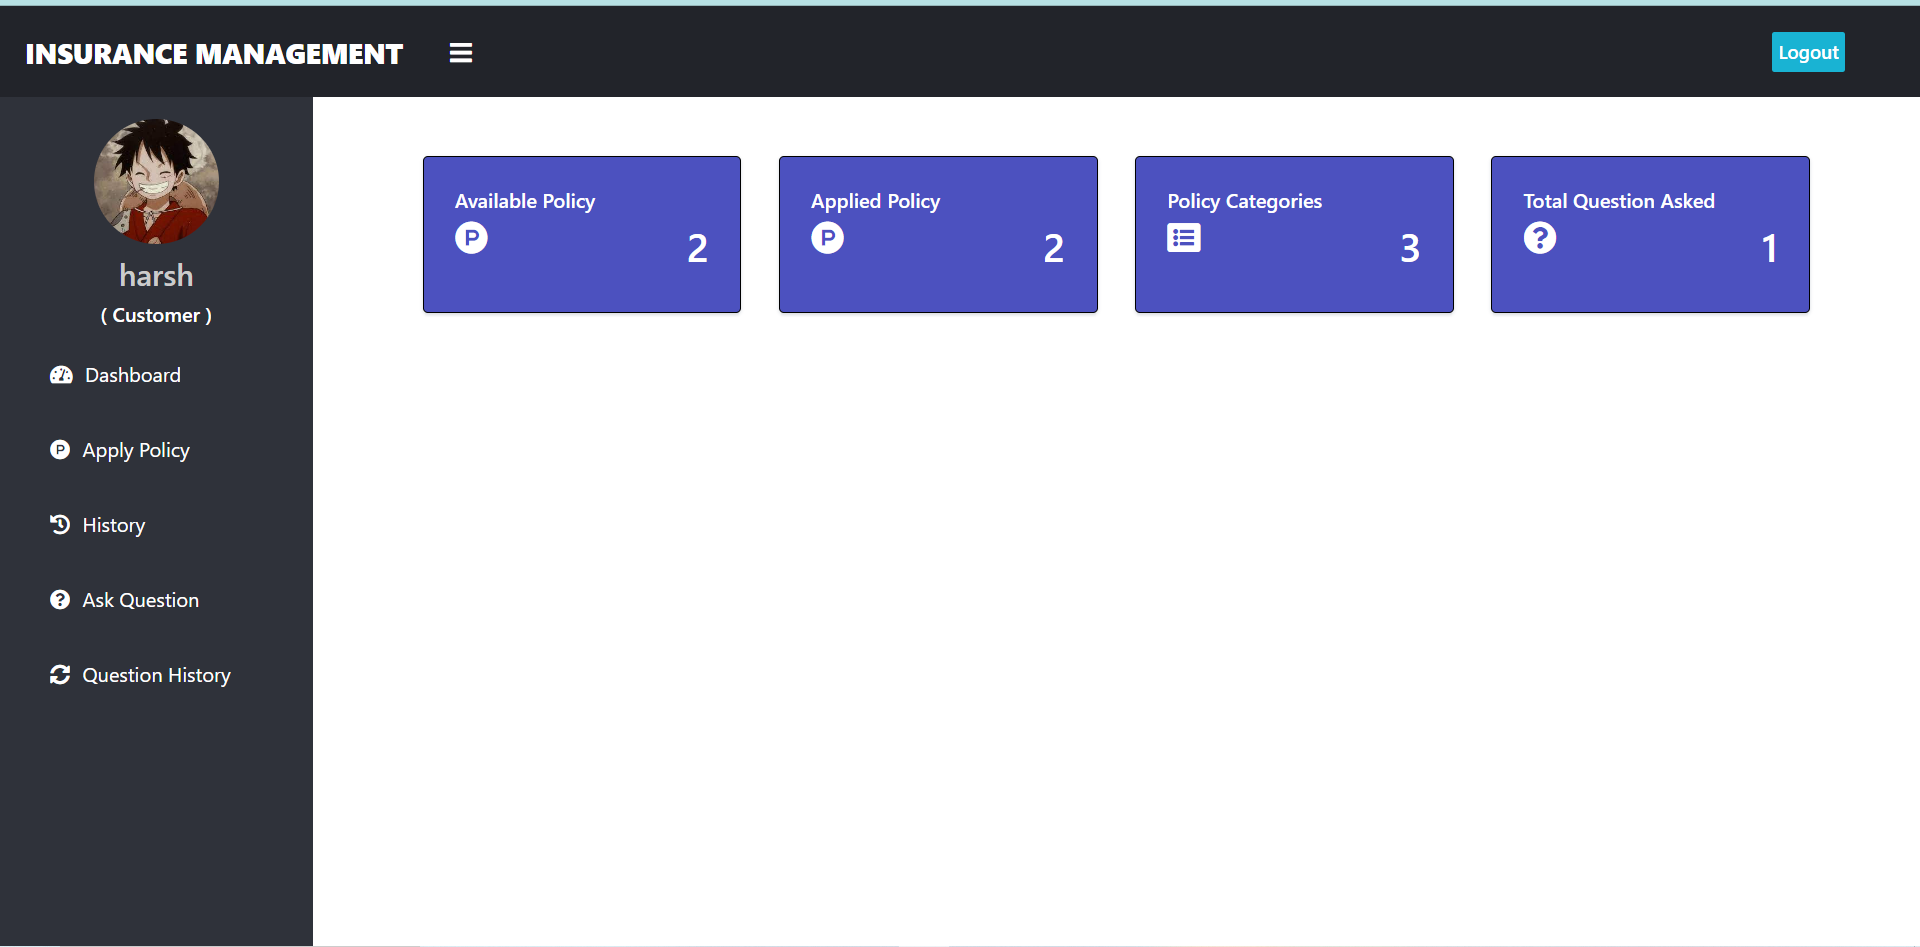 INSURANCE MANAGEMENT
Logout
harsh
( Customer )
Dashboard
Apply Policy
History
Ask Question
Question History
Available Policy
2
Applied Policy
2
Policy Categories
3
Total Question Asked
1